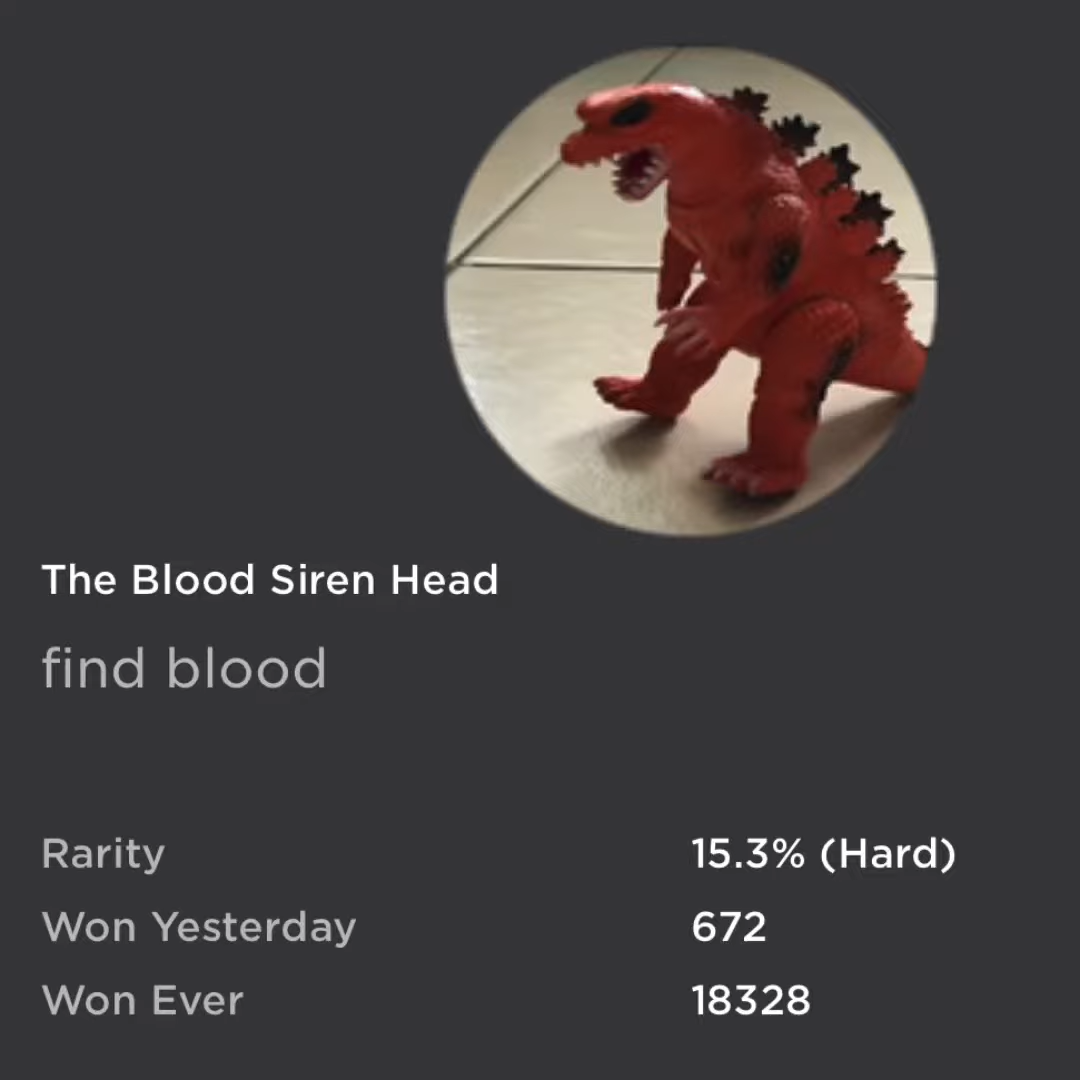 The Blood Siren Head
find blood
Rarity 15.3% (Hard)
Won Yesterday 672
Won Ever 18328